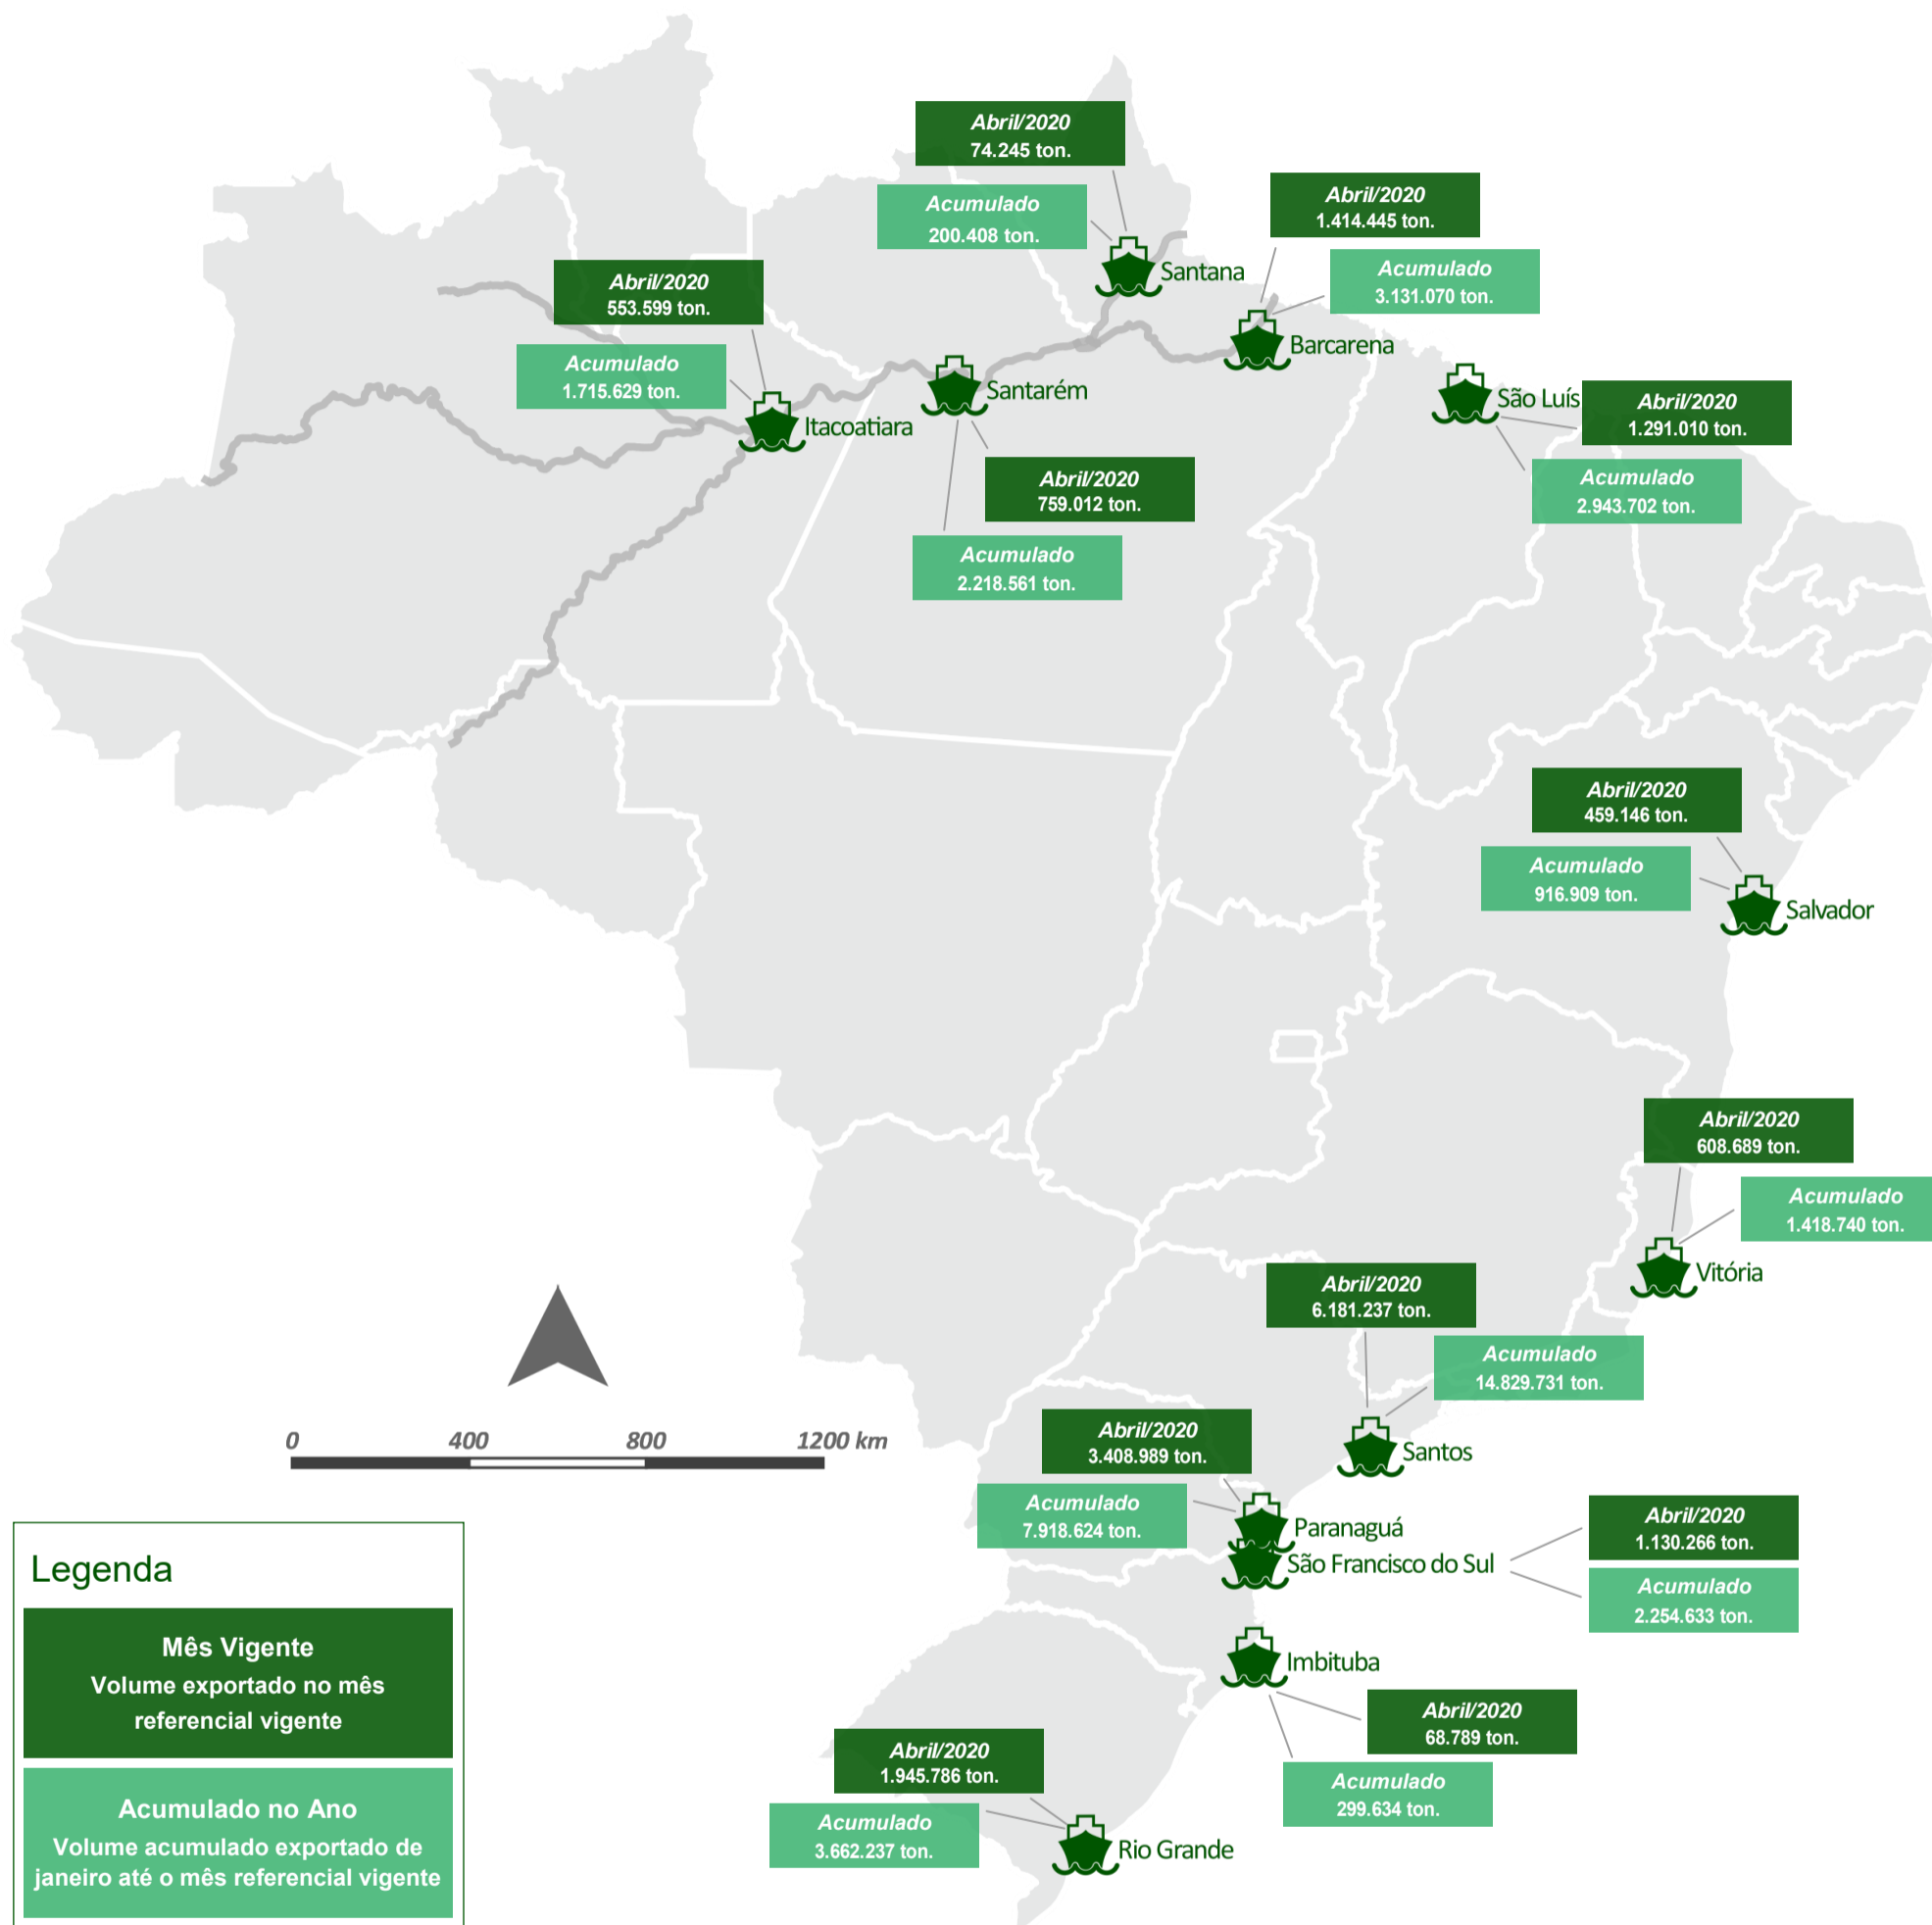 Abril/2020
74.245 ton.
Acumulado
200.408 ton.
Santana
Abril/2020
1.414.445 ton.
Acumulado
3.131.070 ton.
Barcarena
Abril/2020
553.599 ton.
Acumulado
1.715.629 ton.
Itacoatiara
Santarém
Abril/2020
759.012 ton.
Acumulado
2.218.561 ton.
São Luís
Abril/2020
1.291.010 ton.
Acumulado
2.943.702 ton.
Abril/2020
459.146 ton.
Acumulado
916.909 ton.
Salvador
Abril/2020
608.689 ton.
Acumulado
1.418.740 ton.
Vitória
Abril/2020
6.181.237 ton.
Acumulado
14.829.731 ton.
Santos
Abril/2020
3.408.989 ton.
Acumulado
7.918.624 ton.
Paranaguá
São Francisco do Sul
Abril/2020
1.130.266 ton.
Acumulado
2.254.633 ton.
Imbituba
Abril/2020
68.789 ton.
Acumulado
299.634 ton.
Abril/2020
1.945.786 ton.
Acumulado
3.662.237 ton.
Rio Grande
0 400 800 1200 km
Legenda
Mês Vigente
Volume exportado no mês
referencial vigente
Acumulado no Ano
Volume acumulado exportado de
janeiro até o mês referencial vigente